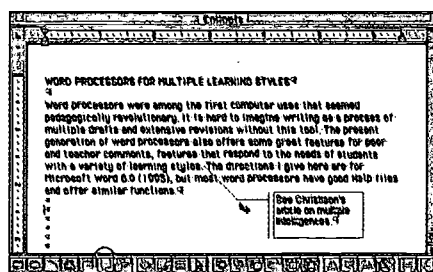 WORD PROCESSORS FOR MULTIPLE LEARNING STYLES¶
¶
Word processors were among the first computer uses that seemed
pedagogically revolutionary. It is hard to imagine writing as a process of
multiple drafts and extensive revisions without this tool. The present
generation of word processors also offers some great features for peer
and teacher comments, features that respond to the needs of students
with a variety of learning styles. The directions I give here are for
Microsoft Word 6.0 (1993), but most word processors have good help files
and offer similar functions.¶
See Christison's
article on multiple
intelligences.¶